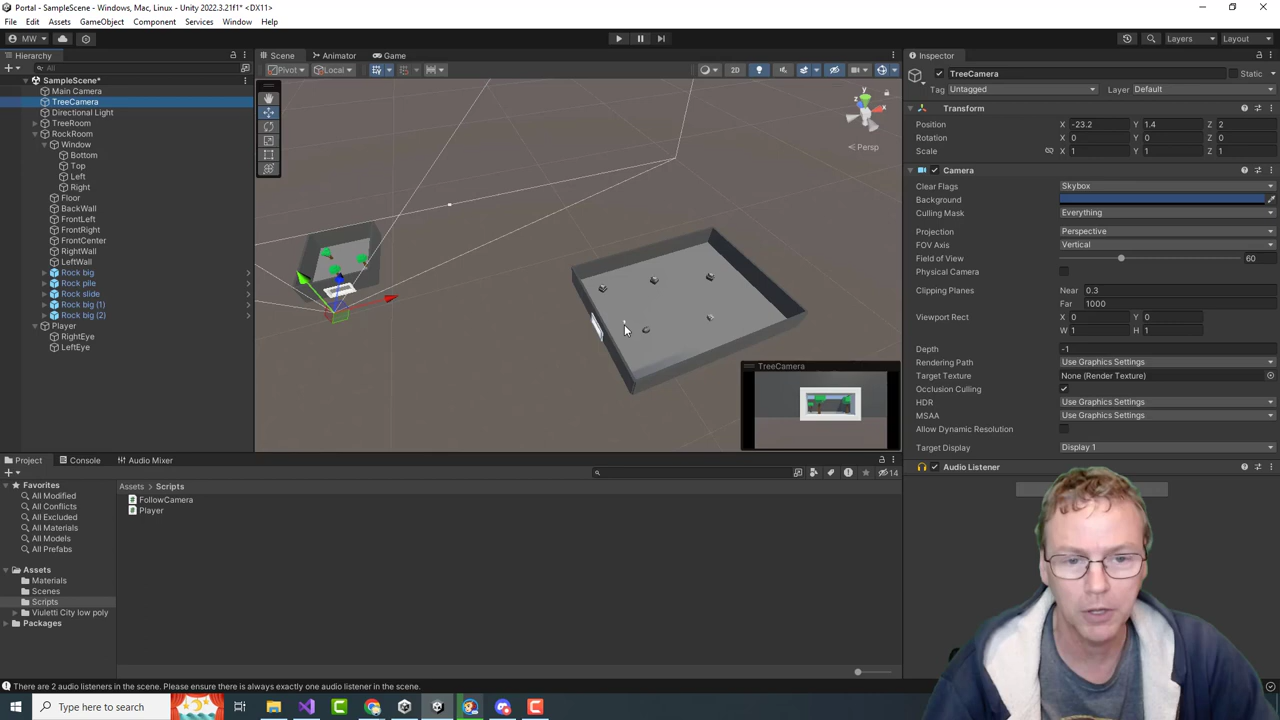 Portal - SampleScene - Windows, Mac, Linux - Unity 2022.3.21f1* <DX11>
File Edit Assets GameObject Component Services Window Help
MW Layers Layout
Hierarchy
All
SampleScene*
Main Camera
TreeCamera
Directional Light
TreeRoom
RockRoom
Window
Bottom
Top
Left
Right
Floor
BackWall
FrontLeft
FrontRight
FrontCenter
RightWall
LeftWall
Rock big
Rock pile
Rock slide
Rock big (1)
Rock big (2)
Player
RightEye
LeftEye
Scene Animator Game
Pivot Local 2D
y
x
z
Persp
TreeCamera
Inspector
TreeCamera Static
Tag Untagged Layer Default
Transform
Position X -23.2 Y 1.4 Z 2
Rotation X 0 Y 0 Z 0
Scale X 1 Y 1 Z 1
Camera
Clear Flags Skybox
Background
Culling Mask Everything
Projection Perspective
FOV Axis Vertical
Field of View 60
Physical Camera
Clipping Planes Near 0.3
Far 1000
Viewport Rect X 0 Y 0
W 1 H 1
Depth -1
Rendering Path Use Graphics Settings
Target Texture None (Render Texture)
Occlusion Culling
HDR Use Graphics Settings
MSAA Use Graphics Settings
Allow Dynamic Resolution
Target Display Display 1
Audio Listener
Project Console Audio Mixer
14
Favorites
All Modified
All Conflicts
All Excluded
All Materials
All Models
All Prefabs
Assets
Materials
Scenes
Scripts
Viuletti City low poly
Packages
Assets > Scripts
FollowCamera
Player
There are 2 audio listeners in the scene. Please ensure there is always exactly one audio listener in the scene.
Type here to search